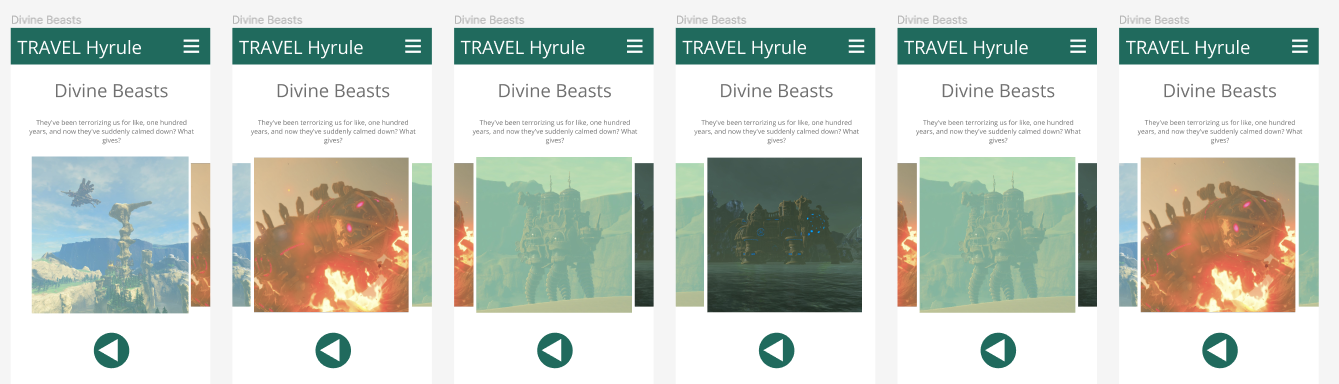 Divine Beasts
TRAVEL Hyrule
Divine Beasts
They've been terrorizing us for like, one hundred
years, and now they've suddenly calmed down? What
gives?
Divine Beasts
TRAVEL Hyrule
Divine Beasts
They've been terrorizing us for like, one hundred
years, and now they've suddenly calmed down? What
gives?
Divine Beasts
TRAVEL Hyrule
Divine Beasts
They've been terrorizing us for like, one hundred
years, and now they've suddenly calmed down? What
gives?
Divine Beasts
TRAVEL Hyrule
Divine Beasts
They've been terrorizing us for like, one hundred
years, and now they've suddenly calmed down? What
gives?
Divine Beasts
TRAVEL Hyrule
Divine Beasts
They've been terrorizing us for like, one hundred
years, and now they've suddenly calmed down? What
gives?
Divine Beasts
TRAVEL Hyrule
Divine Beasts
They've been terrorizing us for like, one hundred
years, and now they've suddenly calmed down? What
gives?